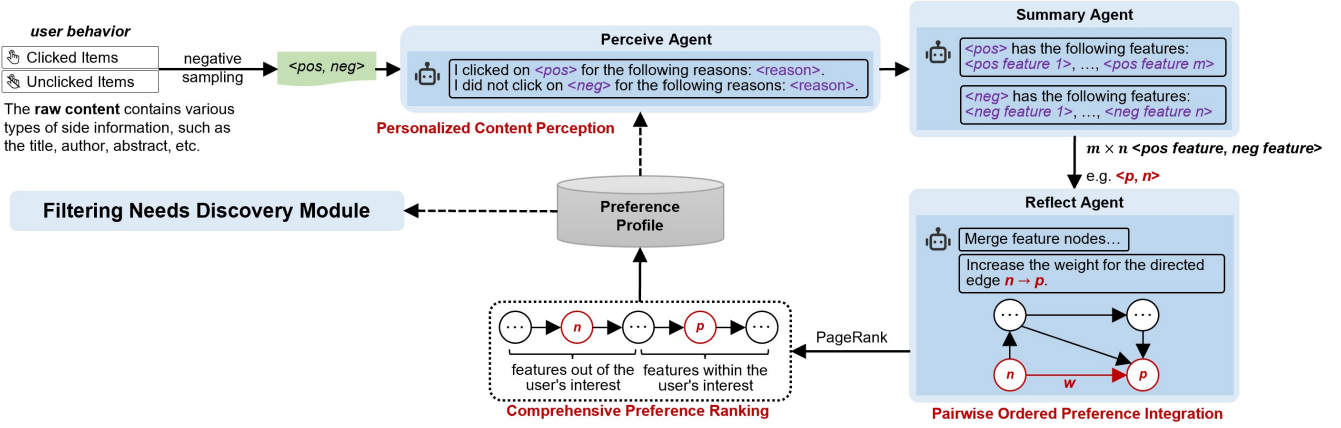 user behavior
Clicked Items
Unclicked Items
The raw content contains various
types of side information, such as
the title, author, abstract, etc.
negative
sampling
<pos, neg>
Perceive Agent
I clicked on <pos> for the following reasons: <reason>.
I did not click on <neg> for the following reasons: <reason>.
Personalized Content Perception
Summary Agent
<pos> has the following features:
<pos feature 1>, …, <pos feature m>
<neg> has the following features:
<neg feature 1>, …, <neg feature n>
m × n <pos feature, neg feature>
e.g. <p, n>
Reflect Agent
Merge feature nodes…
Increase the weight for the directed
edge n → p.
… …
n w p
Pairwise Ordered Preference Integration
PageRank
… n … p …
features out of the
user's interest
features within the
user's interest
Comprehensive Preference Ranking
Preference
Profile
Filtering Needs Discovery Module